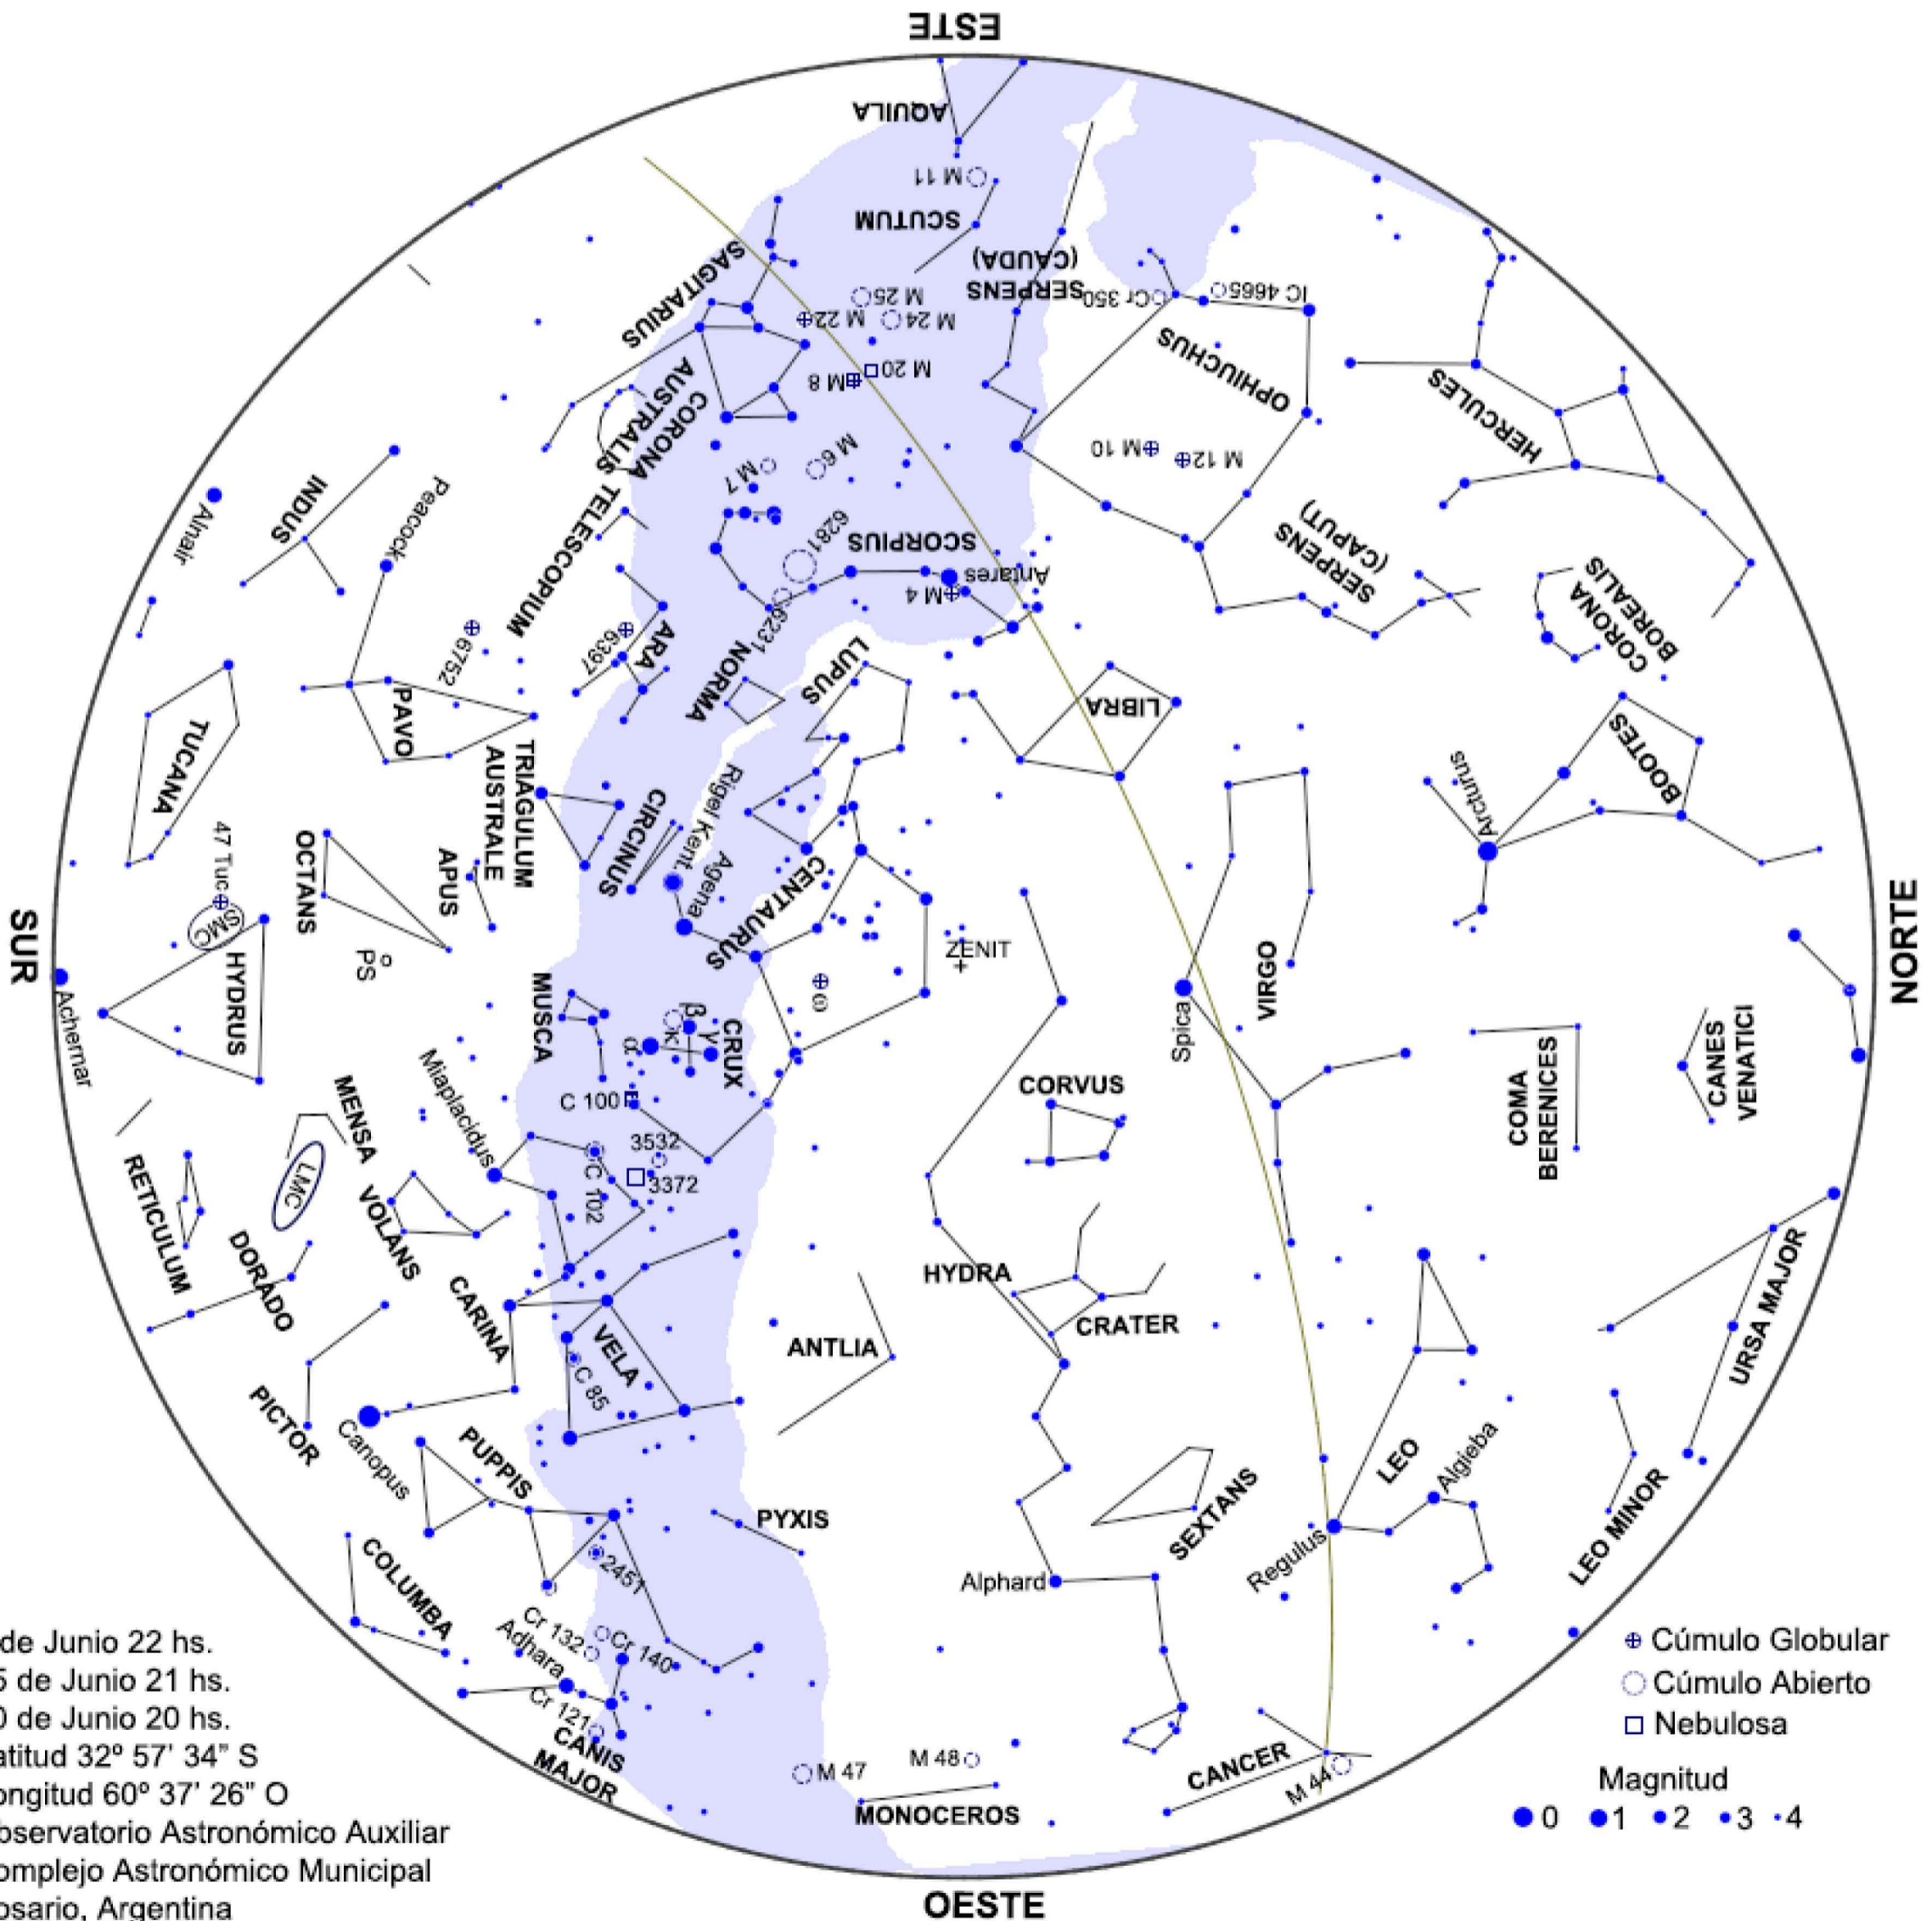 ESTE
AQUILA
M 11
SCUTUM
SERPENS
(CAUDA)
SAGITARIUS
M 25
M 22
M 24
M 20
M 8
Cr 350
IC 4665
OPHIUCHUS
HERCULES
CORONA
AUSTRALIS
M 10
M 12
M 7
M 6
INDUS
Alnair
Peacock
TELESCOPIUM
6281
SCORPIUS
Antares
M 4
SERPENS
(CAPUT)
CORONA
BOREALIS
6752
6397
ARA
6231
NORMA
LUPUS
LIBRA
PAVO
TUCANA
BOOTES
Arcturus
TRIAGULUM
AUSTRALE
CIRCINUS
Rigel Kent.
Agena
CENTAURUS
47 Tuc
SMC
OCTANS
APUS
SUR
NORTE
PS
ZENIT
VIRGO
HYDRUS
Achernar
MUSCA
ω
β
γ
κ
α
CRUX
Spica
CORVUS
COMA
BERENICES
CANES
VENATICI
Miaplacidus
MENSA
C 100
3532
3372
C 102
LMC
VOLANS
RETICULUM
DORADO
HYDRA
CRATER
URSA MAJOR
CARINA
VELA
C 85
ANTLIA
PICTOR
Canopus
PUPPIS
PYXIS
SEXTANS
LEO
Algieba
Regulus
LEO MINOR
2451
COLUMBA
Alphard
Cr 132
Cr 140
Adhara
Cr 121
CANIS
MAJOR
M 47
M 48
MONOCEROS
CANCER
M 44
OESTE
de Junio 22 hs.
5 de Junio 21 hs.
0 de Junio 20 hs.
atitud 32º 57' 34” S
ongitud 60º 37' 26” O
bservatorio Astronómico Auxiliar
omplejo Astronómico Municipal
osario, Argentina
Cúmulo Globular
Cúmulo Abierto
Nebulosa
Magnitud
0 1 2 3 4